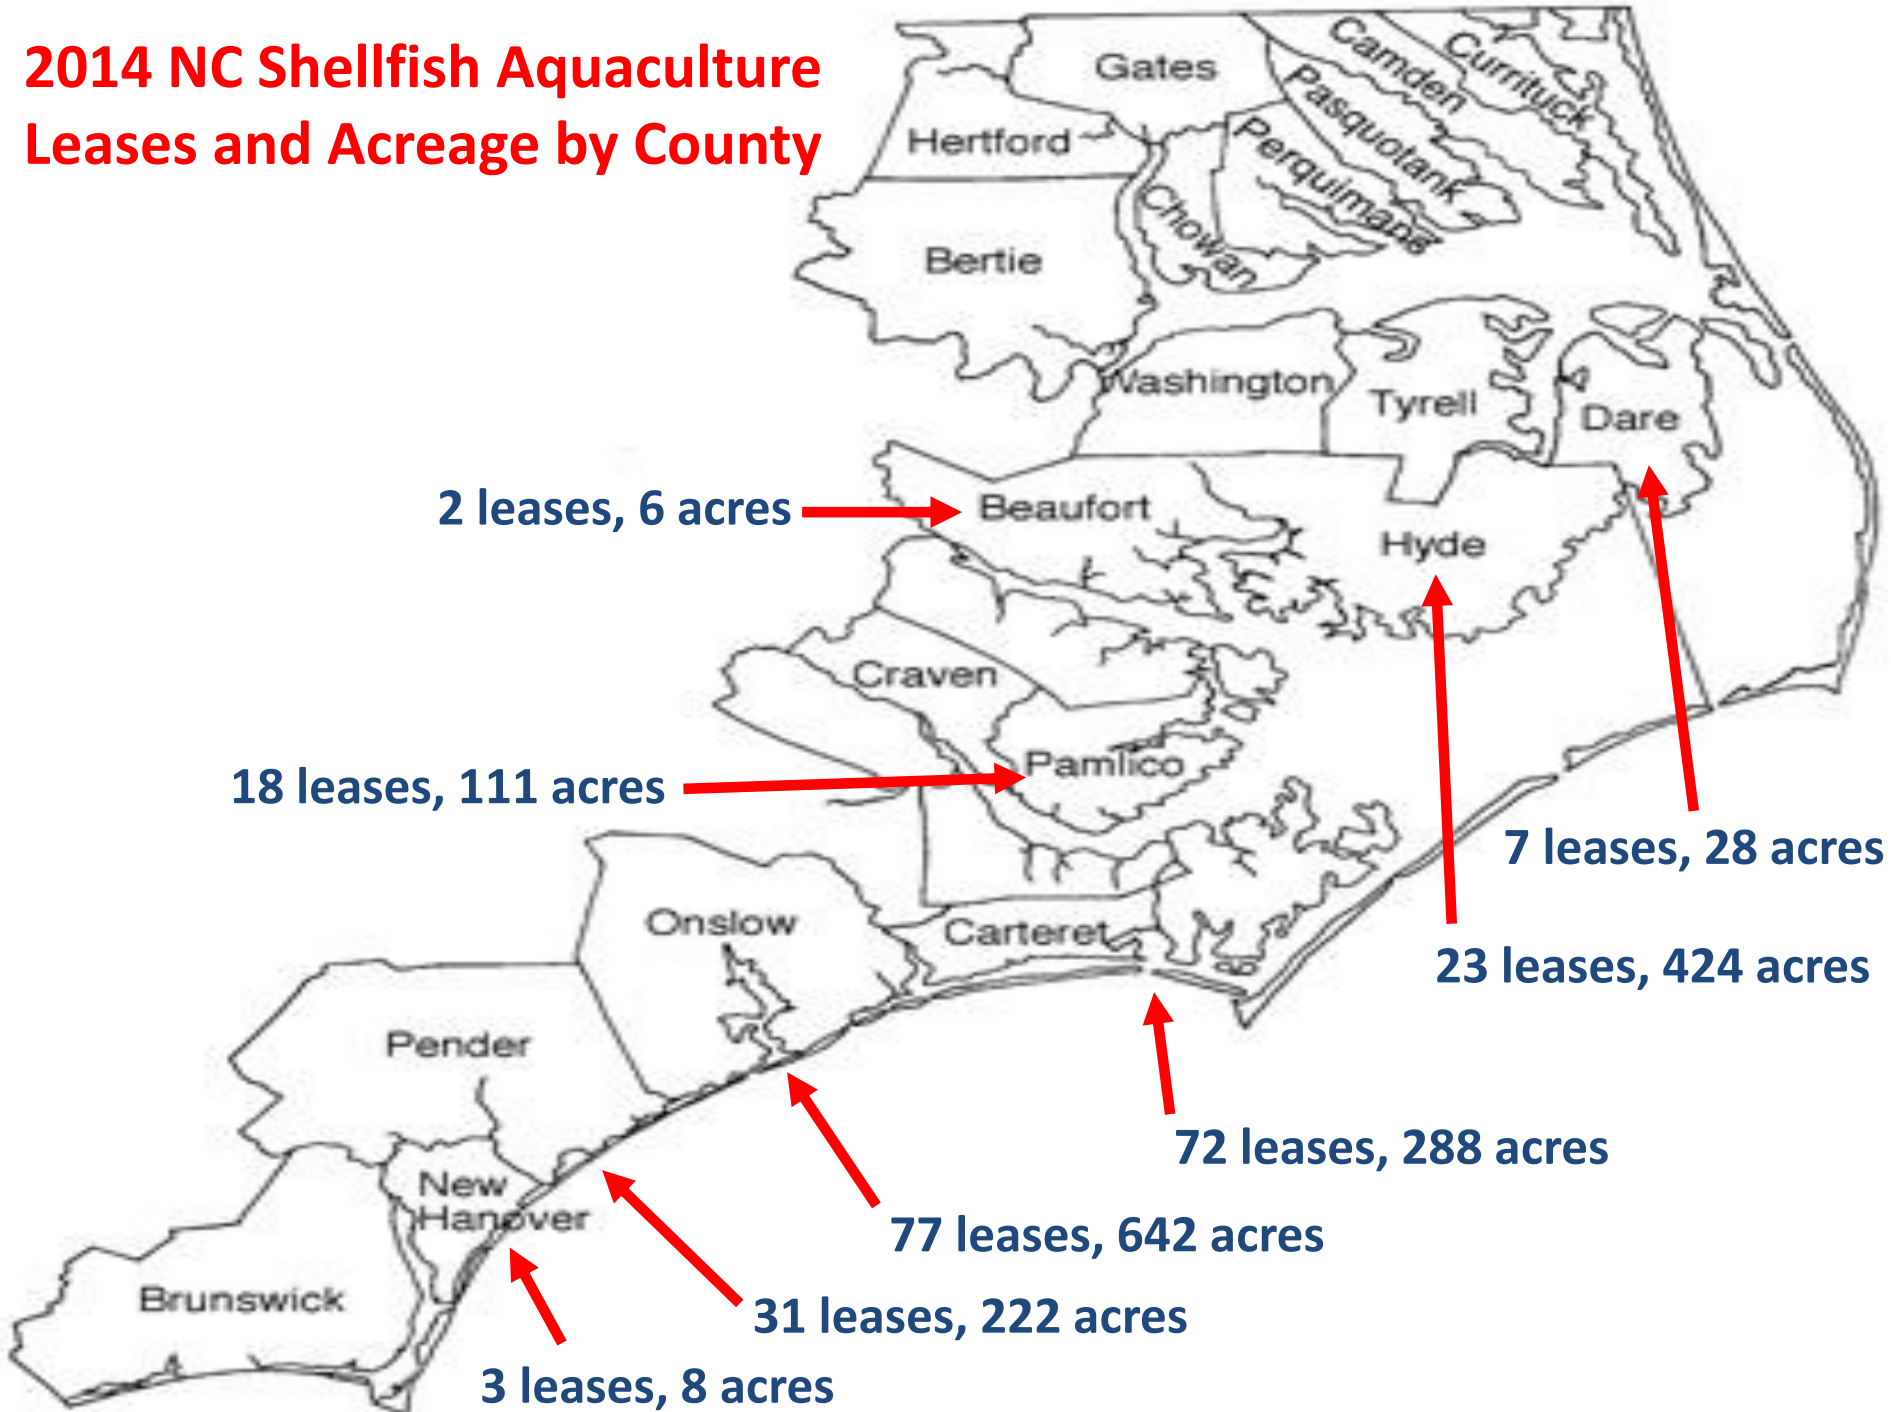 2014 NC Shellfish Aquaculture
Leases and Acreage by County
Gates
Camden
Currituck
Hertford
Pasquotank
Perquimans
Chowan
Bertie
Washington
Tyrell
Dare
2 leases, 6 acres
Beaufort
Hyde
Craven
18 leases, 111 acres
Pamlico
7 leases, 28 acres
Onslow
Carteret
23 leases, 424 acres
Pender
72 leases, 288 acres
New
Hanover
77 leases, 642 acres
Brunswick
31 leases, 222 acres
3 leases, 8 acres